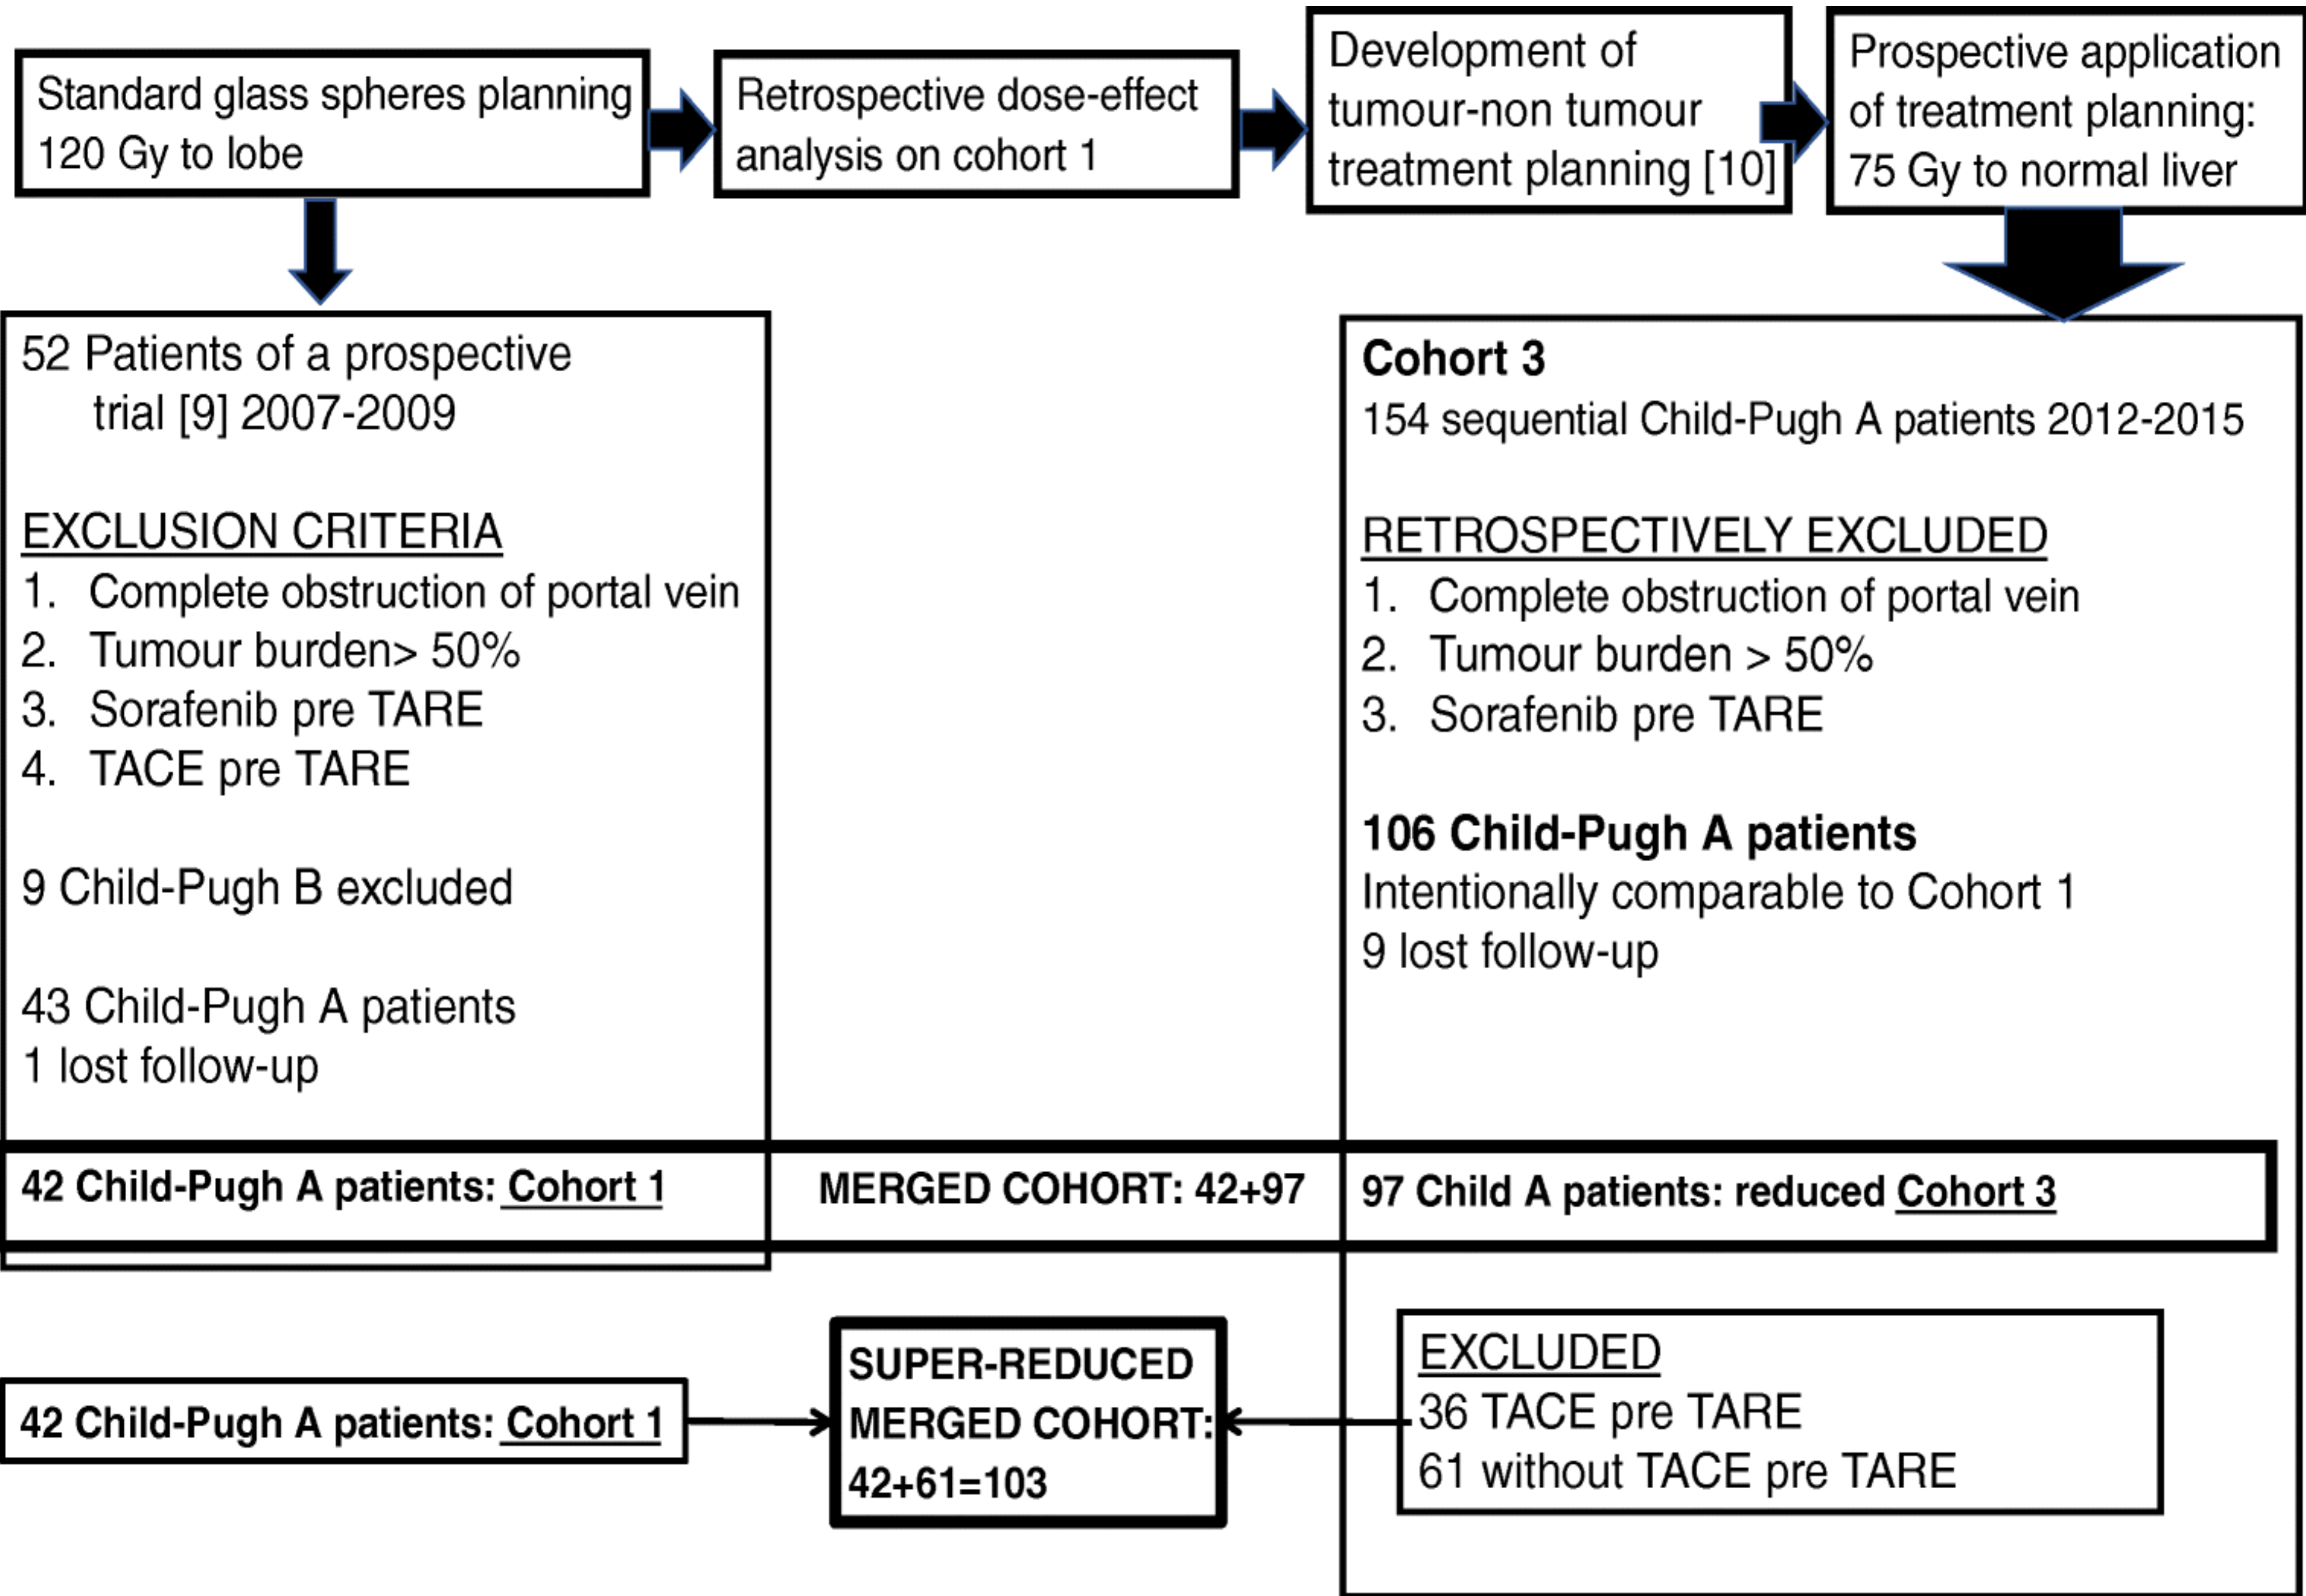 Standard glass spheres planning
120 Gy to lobe
Retrospective dose-effect
analysis on cohort 1
Development of
tumour-non tumour
treatment planning [10]
Prospective application
of treatment planning:
75 Gy to normal liver
52 Patients of a prospective
trial [9] 2007-2009
EXCLUSION CRITERIA
1. Complete obstruction of portal vein
2. Tumour burden> 50%
3. Sorafenib pre TARE
4. TACE pre TARE
9 Child-Pugh B excluded
43 Child-Pugh A patients
1 lost follow-up
Cohort 3
154 sequential Child-Pugh A patients 2012-2015
RETROSPECTIVELY EXCLUDED
1. Complete obstruction of portal vein
2. Tumour burden > 50%
3. Sorafenib pre TARE
106 Child-Pugh A patients
Intentionally comparable to Cohort 1
9 lost follow-up
42 Child-Pugh A patients: Cohort 1
MERGED COHORT: 42+97
97 Child A patients: reduced Cohort 3
42 Child-Pugh A patients: Cohort 1
SUPER-REDUCED
MERGED COHORT:
42+61=103
EXCLUDED
36 TACE pre TARE
61 without TACE pre TARE